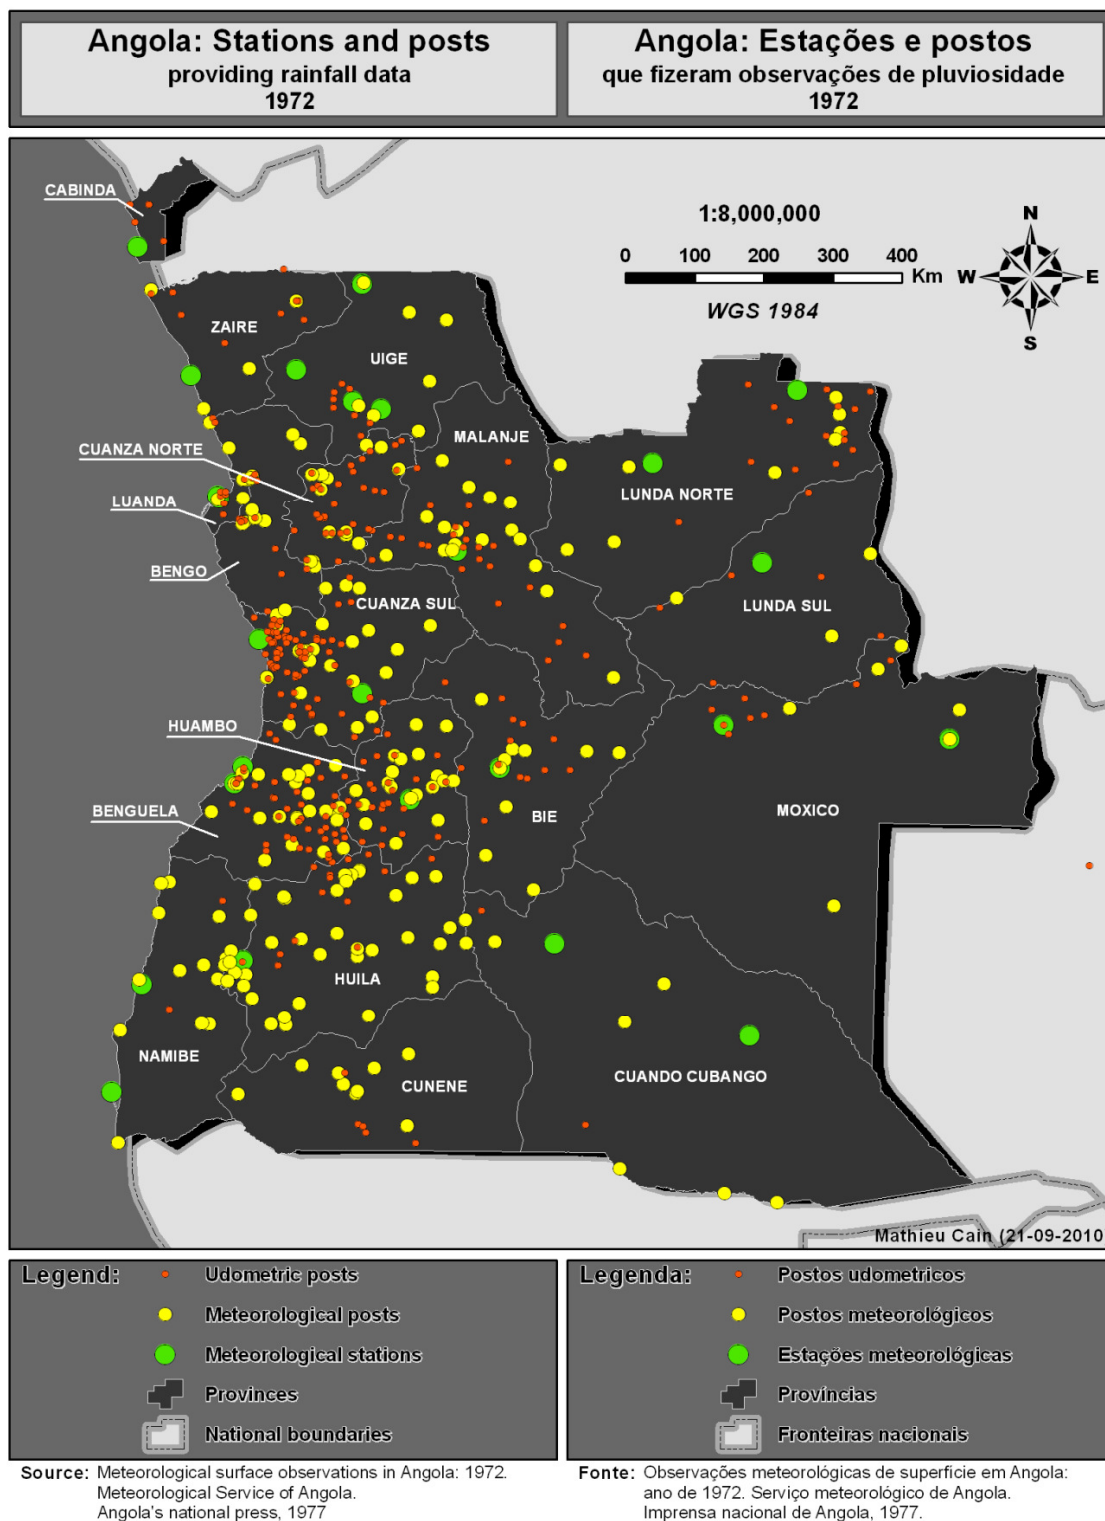 Angola: Stations and posts
providing rainfall data
1972
Angola: Estações e postos
que fizeram observações de pluviosidade
1972
CABINDA
1:8,000,000
0 100 200 300 400
Km
WGS 1984
N
W E
S
ZAIRE
UIGE
MALANJE
CUANZA NORTE
LUNDA NORTE
LUANDA
BENGO
CUANZA SUL
LUNDA SUL
HUAMBO
BENGUELA
BIE
MOXICO
HUILA
NAMIBE
CUNENE
CUANDO CUBANGO
Mathieu Cain (21-09-2010
Legend:
Udometric posts
Meteorological posts
Meteorological stations
Provinces
National boundaries
Legenda:
Postos udometricos
Postos meteorológicos
Estações meteorológicas
Províncias
Fronteiras nacionais
Source: Meteorological surface observations in Angola: 1972.
Meteorological Service of Angola.
Angola's national press, 1977
Fonte: Observações meteorológicas de superfície em Angola:
ano de 1972. Serviço meteorológico de Angola.
Imprensa nacional de Angola, 1977.